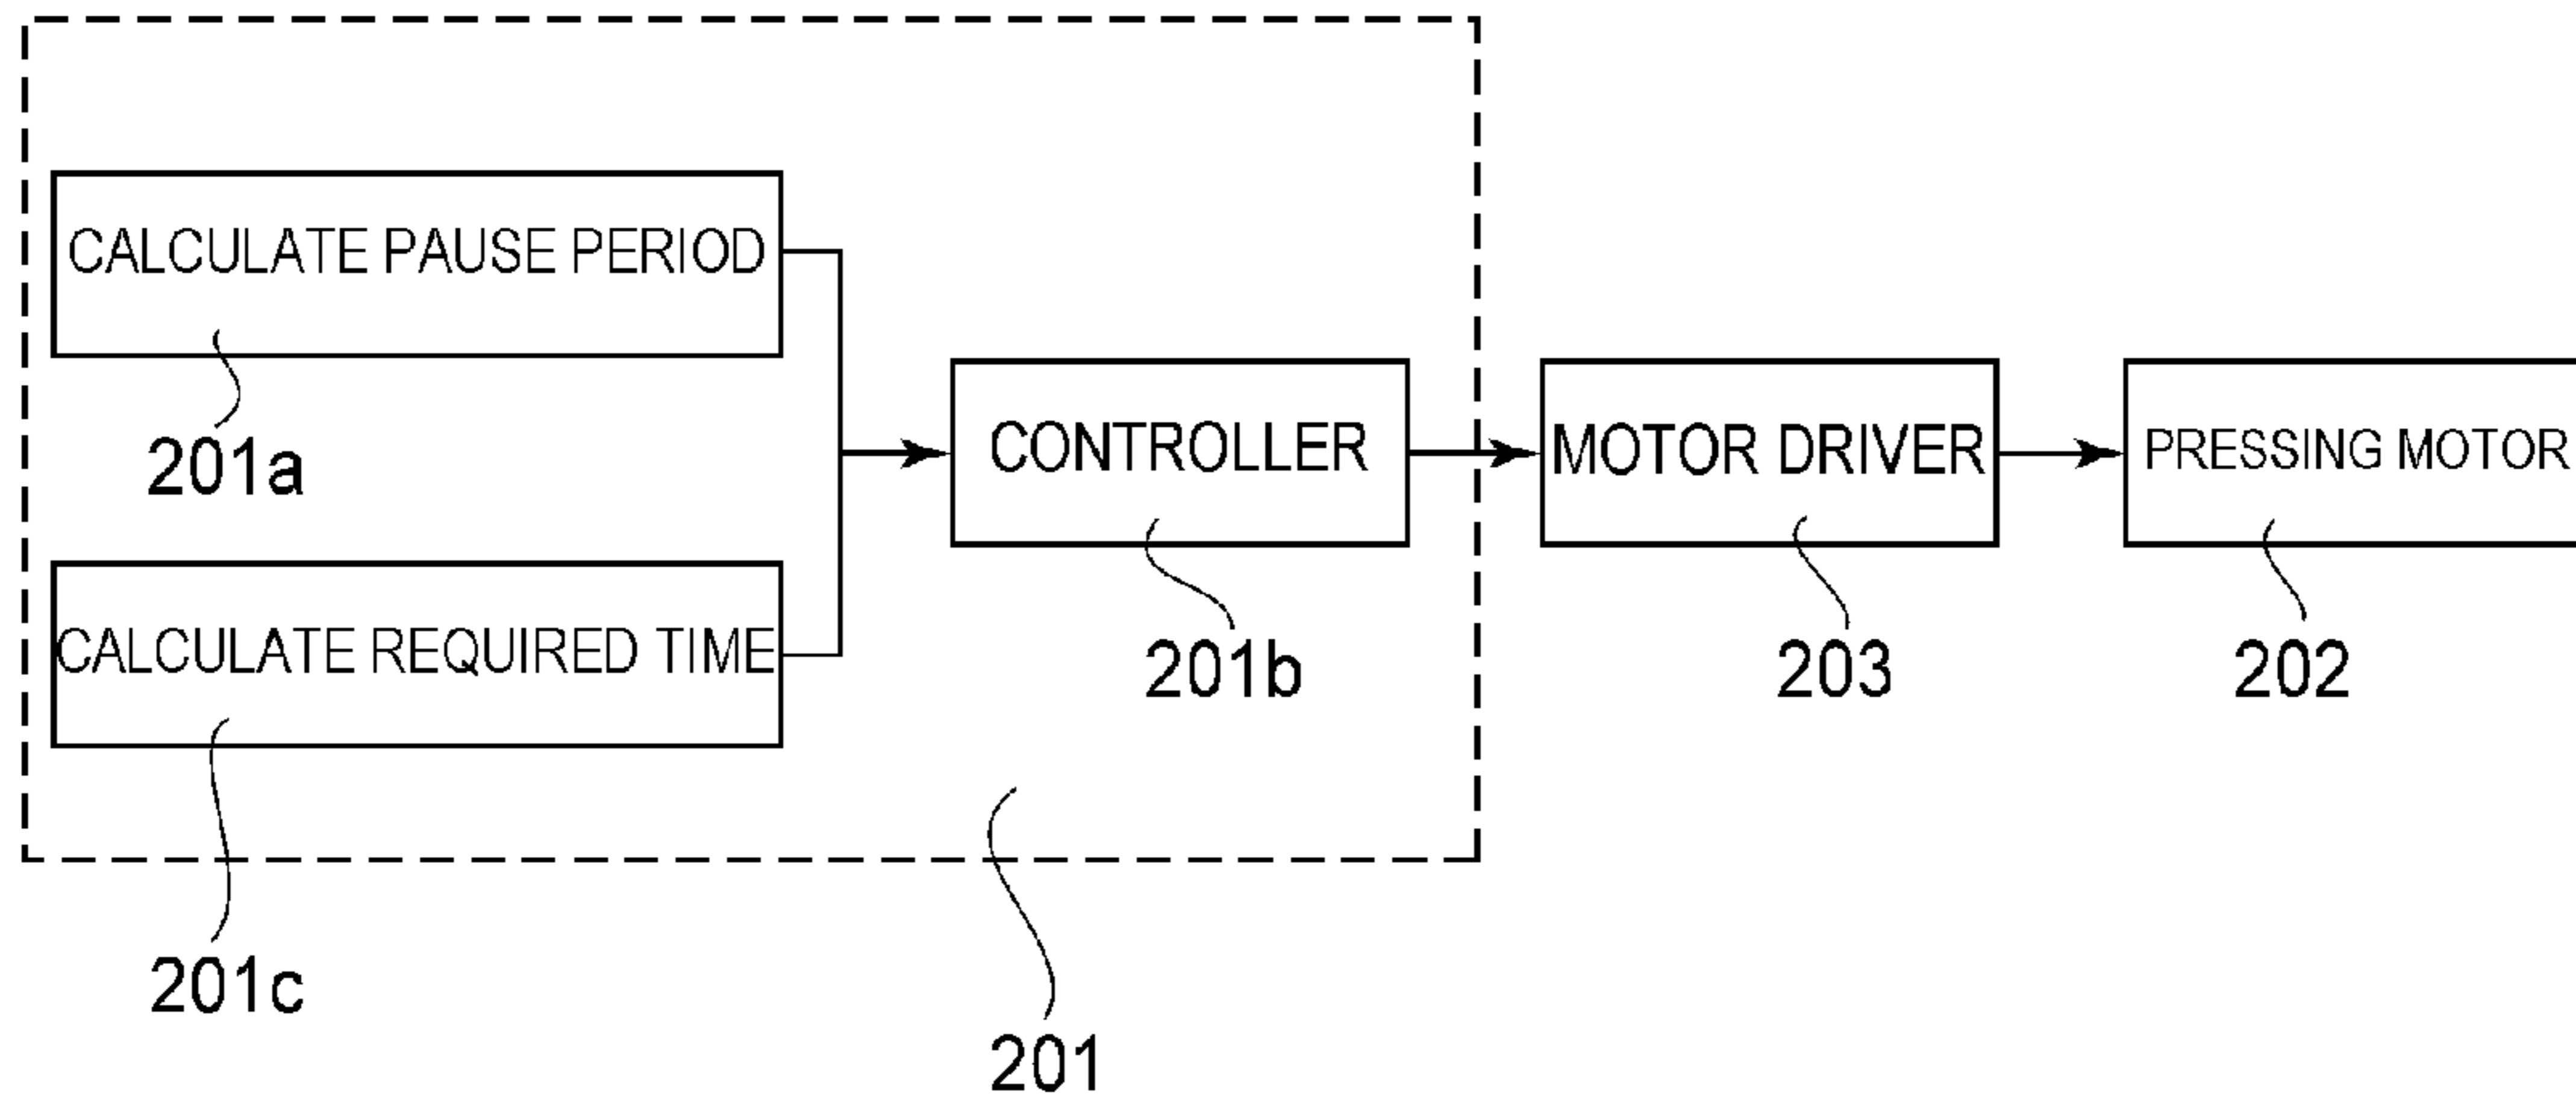 CALCULATE PAUSE PERIOD
201a
CONTROLLER
MOTOR DRIVER
PRESSING MOTOR
CALCULATE REQUIRED TIME
201b
203
202
201c
201